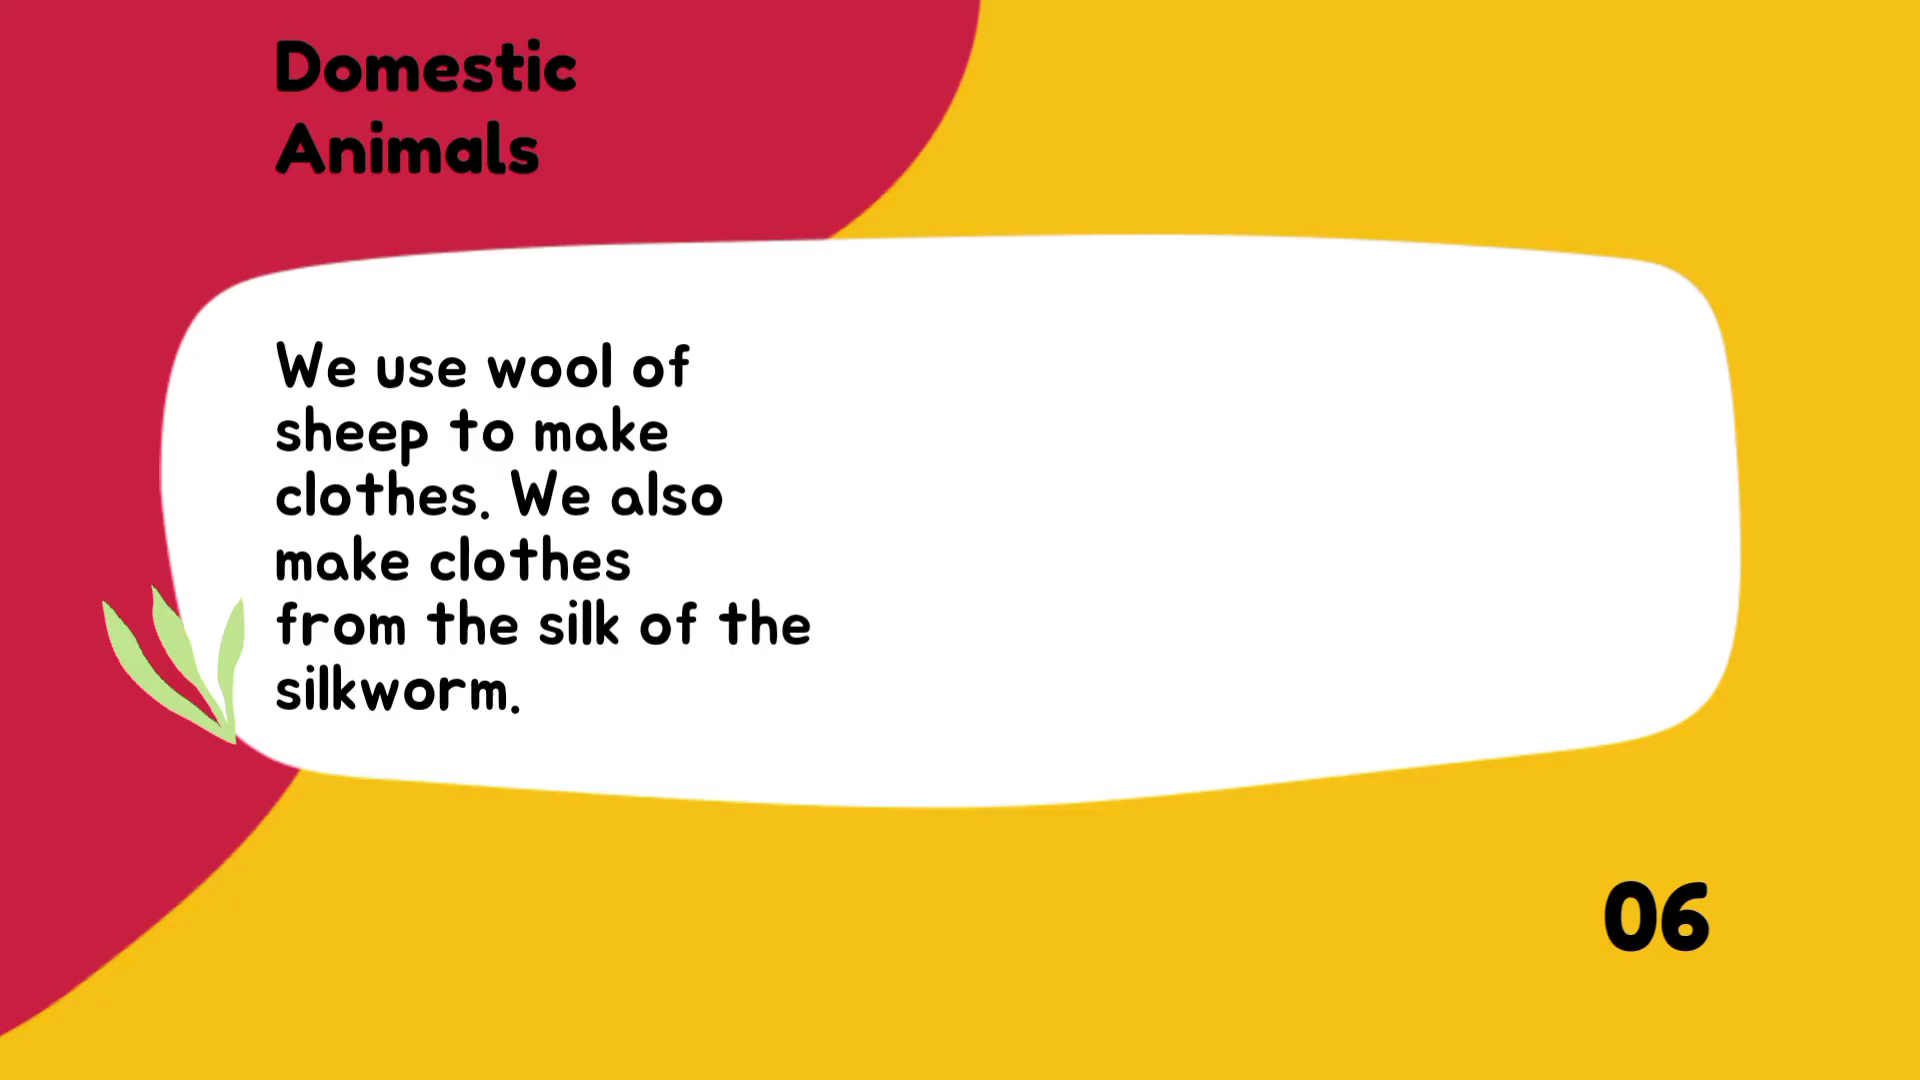 Domestic
Animals
We use wool of
sheep to make
clothes. We also
make clothes
from the silk of the
silkworm.
06